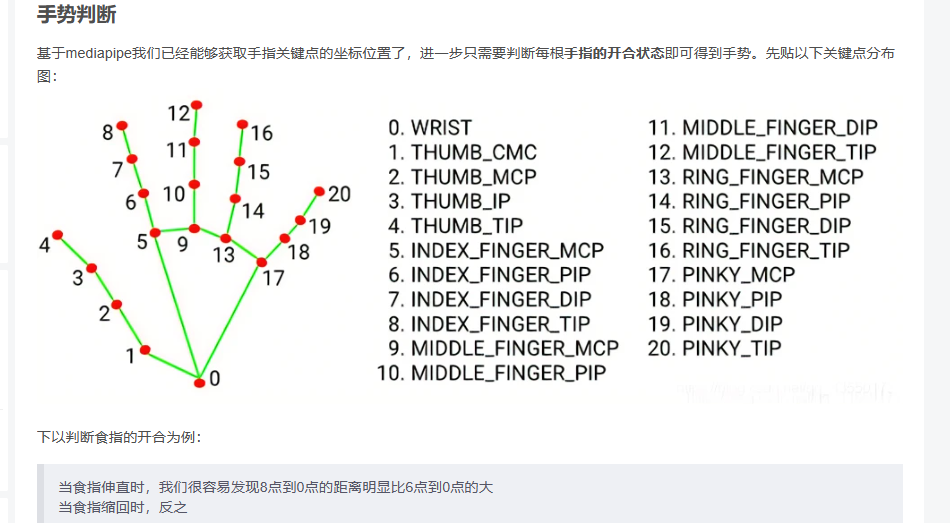 手势判断
基于mediapipe我们已经能够获取手指关键点的坐标位置了，进一步只需要判断每根手指的开合状态即可得到手势。先贴以下关键点分布
图：
12
8
16
11
7
15
20
10
6
14
19
4
5
9
18
13
3
17
2
1
0
0. WRIST
1. THUMB_CMC
2. THUMB_MCP
3. THUMB_IP
4. THUMB_TIP
5. INDEX_FINGER_MCP
6. INDEX_FINGER_PIP
7. INDEX_FINGER_DIP
8. INDEX_FINGER_TIP
9. MIDDLE_FINGER_MCP
10. MIDDLE_FINGER_PIP
11. MIDDLE_FINGER_DIP
12. MIDDLE_FINGER_TIP
13. RING_FINGER_MCP
14. RING_FINGER_PIP
15. RING_FINGER_DIP
16. RING_FINGER_TIP
17. PINKY_MCP
18. PINKY_PIP
19. PINKY_DIP
20. PINKY_TIP
下以判断食指的开合为例：
当食指伸直时，我们很容易发现8点到0点的距离明显比6点到0点的大
当食指缩回时，反之